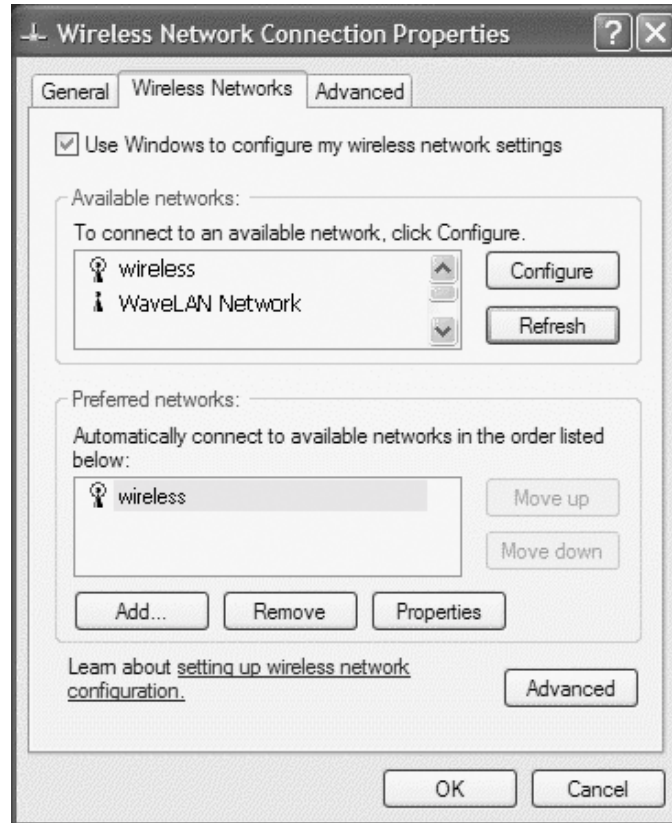 Wireless Network Connection Properties
General Wireless Networks Advanced
Use Windows to configure my wireless network settings
Available networks:
To connect to an available network, click Configure.
wireless
WaveLAN Network
Configure
Refresh
Preferred networks:
Automatically connect to available networks in the order listed
below:
wireless
Move up
Move down
Add... Remove Properties
Learn about setting up wireless network
configuration.
Advanced
OK Cancel